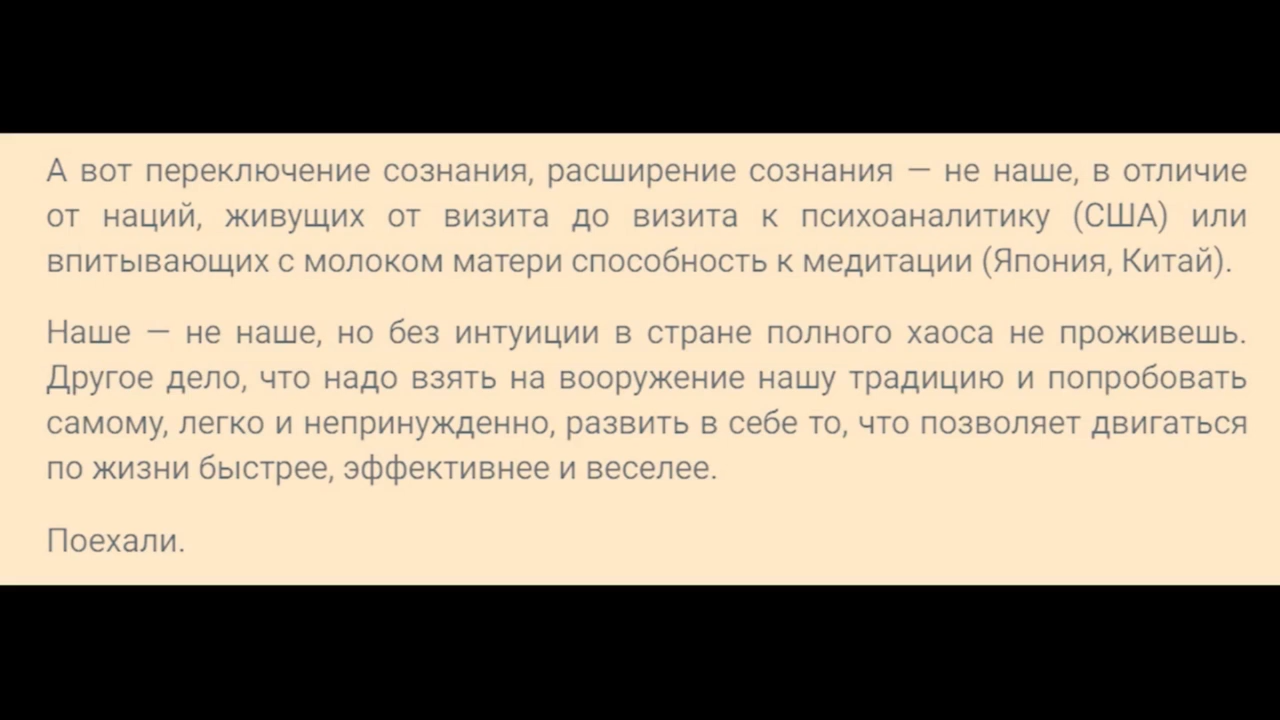 А вот переключение сознания, расширение сознания — не наше, в отличие
от наций, живущих от визита до визита к психоаналитику (США) или
впитывающих с молоком матери способность к медитации (Япония, Китай).
Наше — не наше, но без интуиции в стране полного хаоса не проживешь.
Другое дело, что надо взять на вооружение нашу традицию и попробовать
самому, легко и непринужденно, развить в себе то, что позволяет двигаться
по жизни быстрее, эффективнее и веселее.
Поехали.